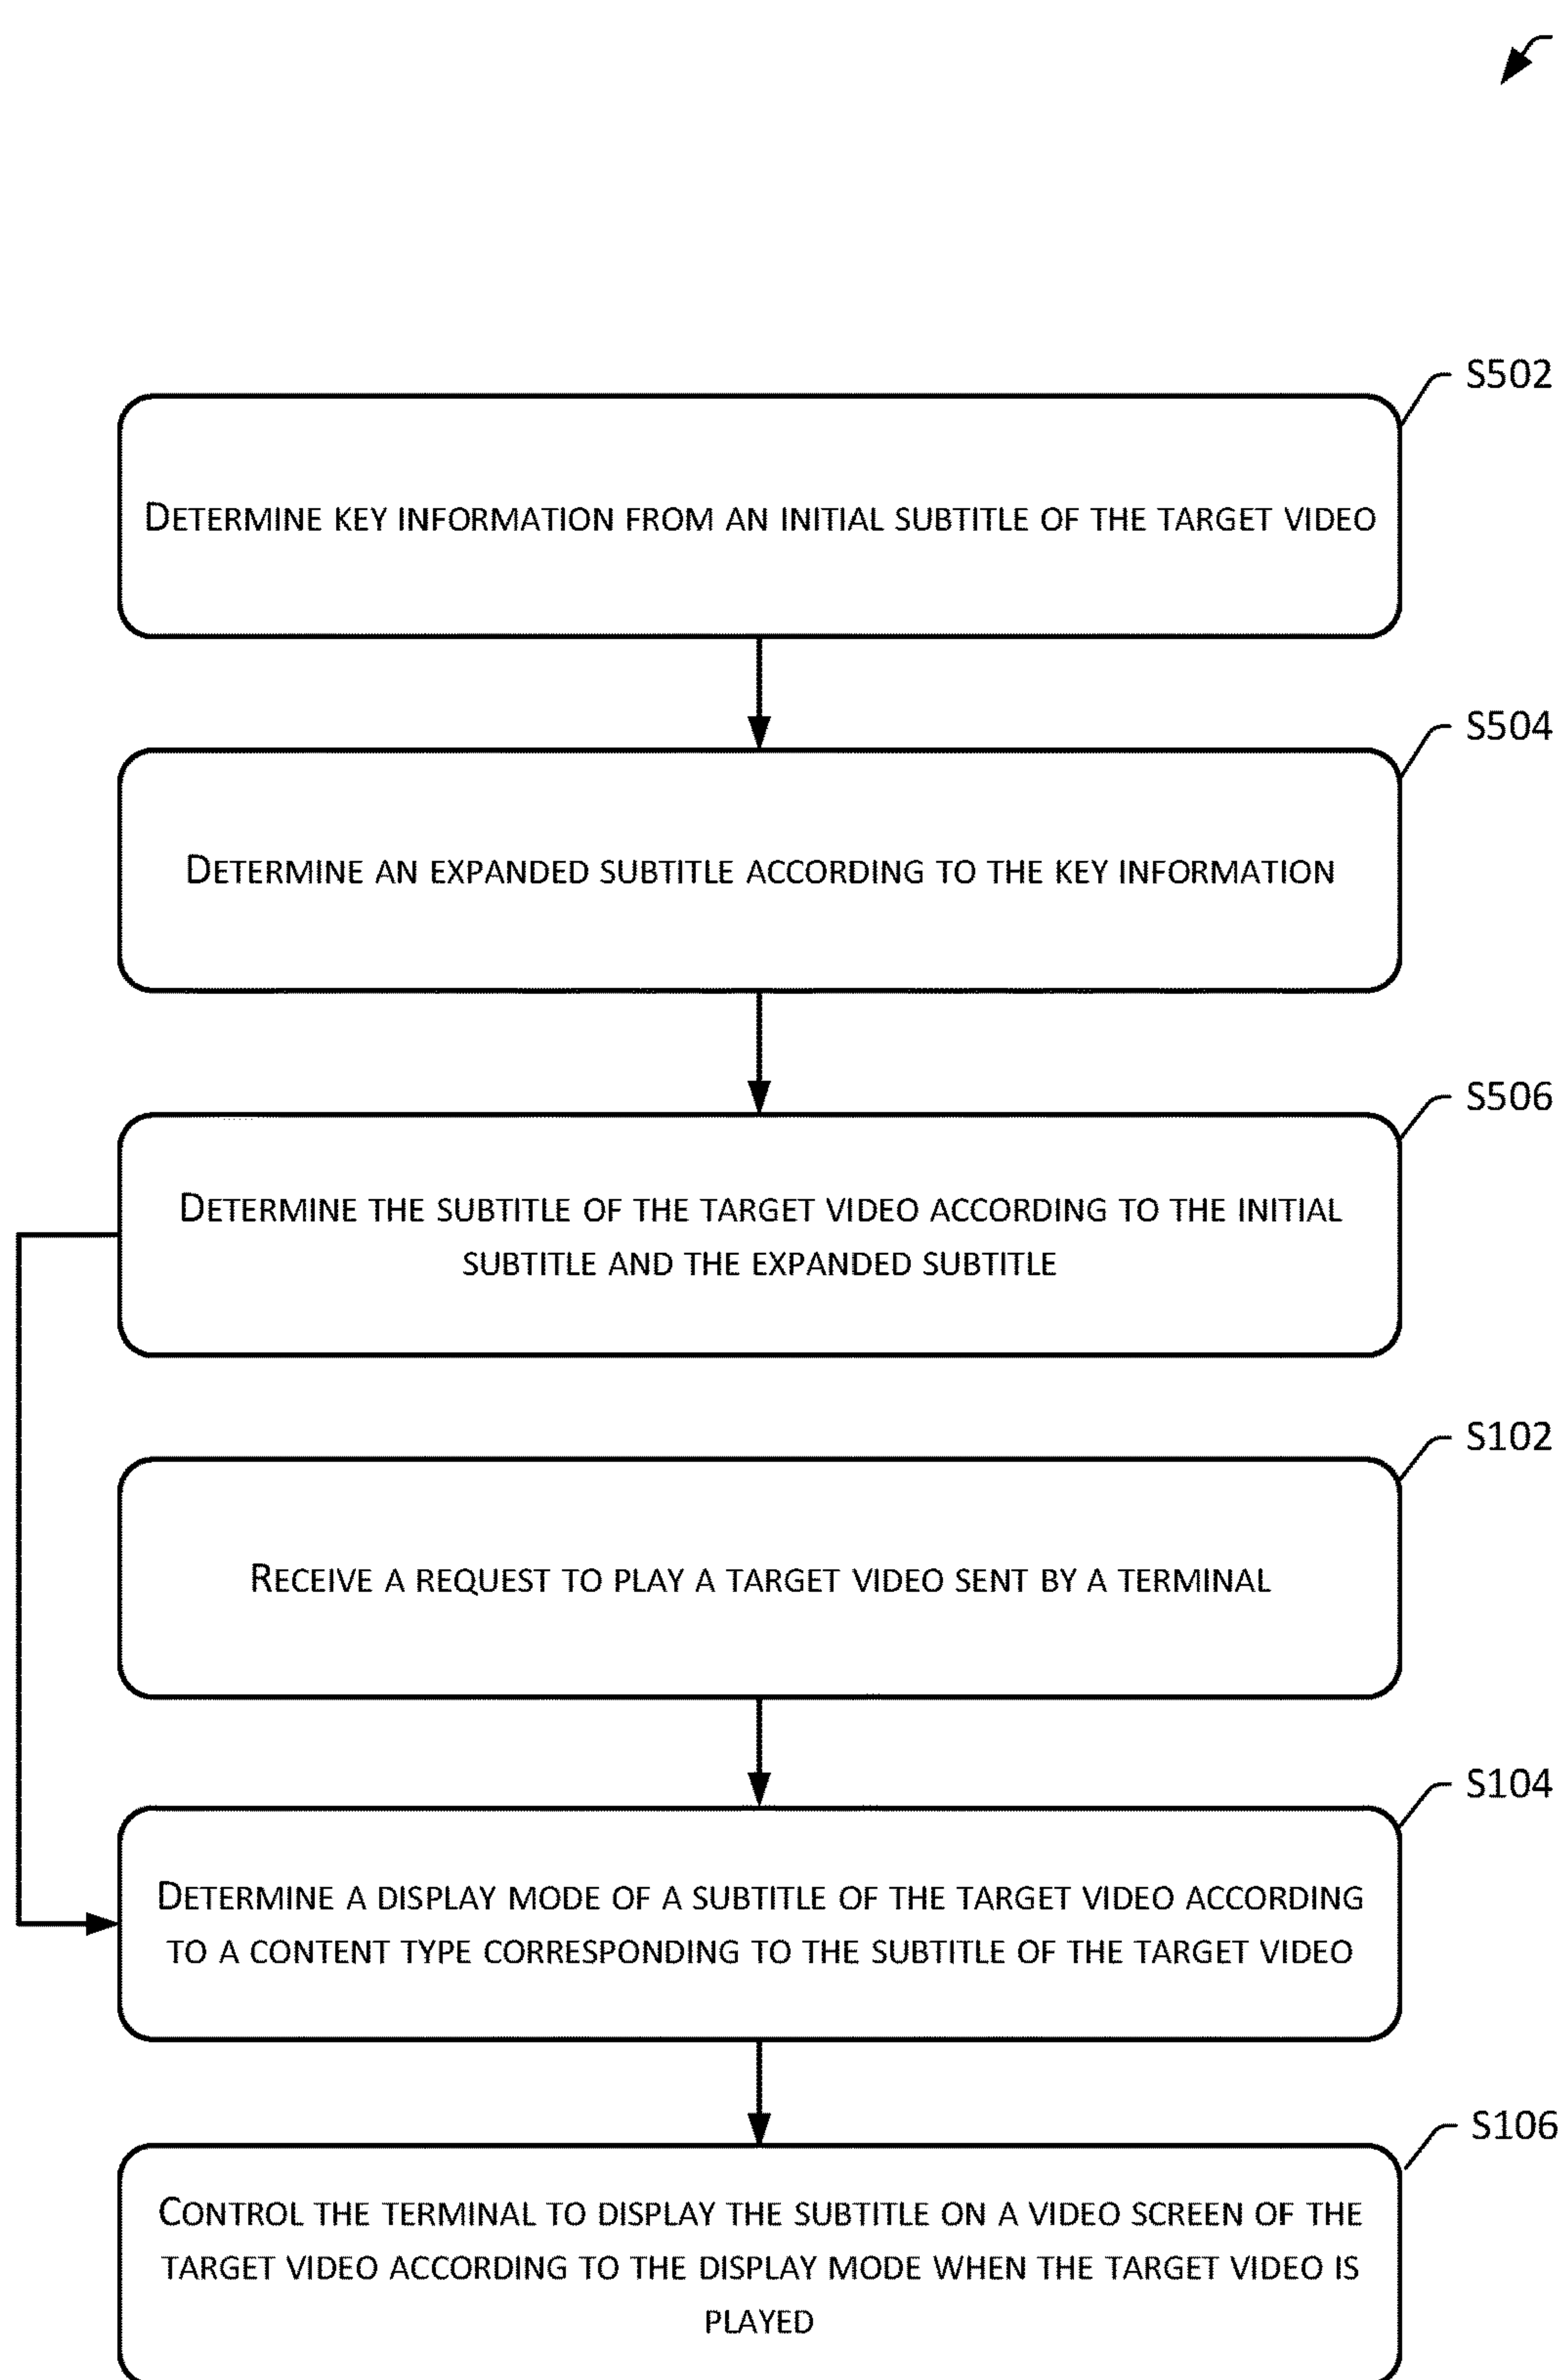 S502
DETERMINE KEY INFORMATION FROM AN INITIAL SUBTITLE OF THE TARGET VIDEO
S504
DETERMINE AN EXPANDED SUBTITLE ACCORDING TO THE KEY INFORMATION
S506
DETERMINE THE SUBTITLE OF THE TARGET VIDEO ACCORDING TO THE INITIAL
SUBTITLE AND THE EXPANDED SUBTITLE
S102
RECEIVE A REQUEST TO PLAY A TARGET VIDEO SENT BY A TERMINAL
S104
DETERMINE A DISPLAY MODE OF A SUBTITLE OF THE TARGET VIDEO ACCORDING
TO A CONTENT TYPE CORRESPONDING TO THE SUBTITLE OF THE TARGET VIDEO
S106
CONTROL THE TERMINAL TO DISPLAY THE SUBTITLE ON A VIDEO SCREEN OF THE
TARGET VIDEO ACCORDING TO THE DISPLAY MODE WHEN THE TARGET VIDEO IS
PLAYED